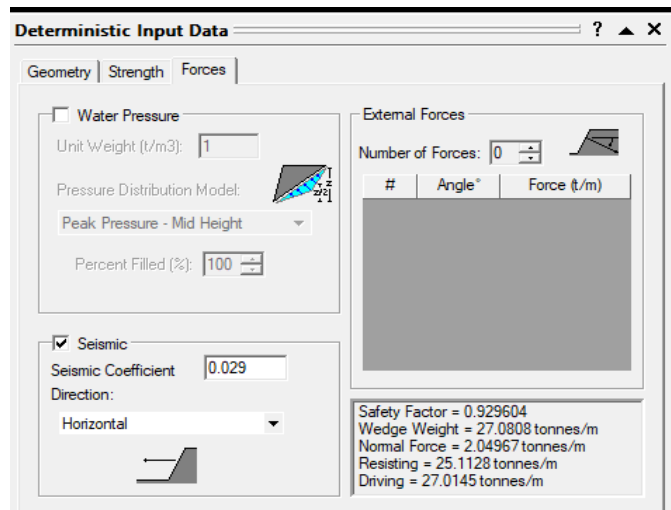 Deterministic Input Data ? ▲ ×
Geometry Strength Forces
Water Pressure
Unit Weight (t/m3): 1
Pressure Distribution Model:
z/2 z
Peak Pressure - Mid Height
Percent Filled (%): 100
Seismic
Seismic Coefficient 0.029
Direction:
Horizontal
External Forces
Number of Forces: 0
# Angle° Force (t/m)
Safety Factor = 0.929604
Wedge Weight = 27.0808 tonnes/m
Normal Force = 2.04967 tonnes/m
Resisting = 25.1128 tonnes/m
Driving = 27.0145 tonnes/m